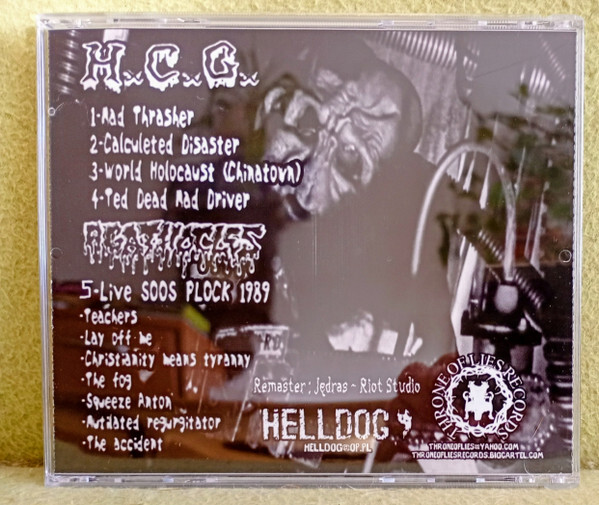 H.C.G.
1-Mad Thrasher
2-Calculeted Disaster
3-World Holocaust (Chinatown)
4-Ted Dead Mad Driver
AGATHOCLES
5-Live SOOS PLOCK 1989
-Teachers
-Lay off me
-Christianity means tyranny
-The fog
-Squeeze Anton
-Mutilated regurgitator
-The accident
Remaster: Jędras ~ Riot Studio
HELLDOG
HELLDOG@OP.PL
THRONE OF LIES RECORDS
THRONEOFLIES@YAHOO.COM
THRONEOFLIESRECORDS.BIGCARTEL.COM